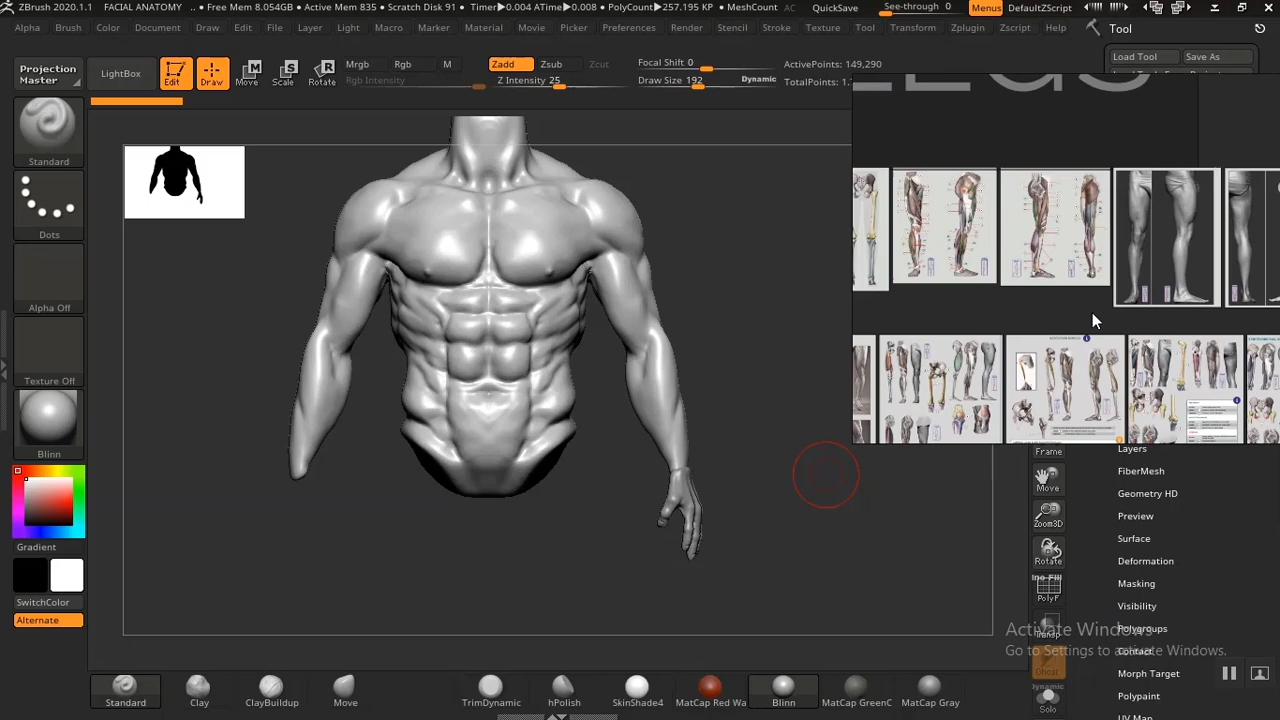 ZBrush 2020.1.1 FACIAL ANATOMY • Free Mem 8.054GB • Active Mem 835 • Scratch Disk 91 • Timer▶0.004 ATime▶0.008 • PolyCount▶257.195 KP • MeshCount AC QuickSave See-through 0 Menus DefaultZScript
Alpha Brush Color Document Draw Edit File Layer Light Macro Marker Material Movie Picker Preferences Render Stencil Stroke Texture Tool Transform Zplugin Zscript Help Tool
Projection Master LightBox Edit Draw Move Scale Rotate
Mrgb Rgb M Zadd Zsub Zcut Focal Shift 0 ActivePoints: 149,290 Load Tool Save As
Rgb Intensity Z Intensity 25 Draw Size 192 Dynamic TotalPoints: 1.
Standard
Dots
Alpha Off
Texture Off
Blinn
Gradient
SwitchColor
Alternate
Frame
Move
Zoom3D
Rotate
PolyF
Transp
Ghost
Dynamic
Solo
Layers
FiberMesh
Geometry HD
Preview
Surface
Deformation
Masking
Visibility
Polygroups
Contact
Morph Target
Polypaint
UV Map
Activate Windows
Go to Settings to activate Windows.
Standard Clay ClayBuildup Move TrimDynamic hPolish SkinShade4 MatCap Red Wa Blinn MatCap GreenC MatCap Gray